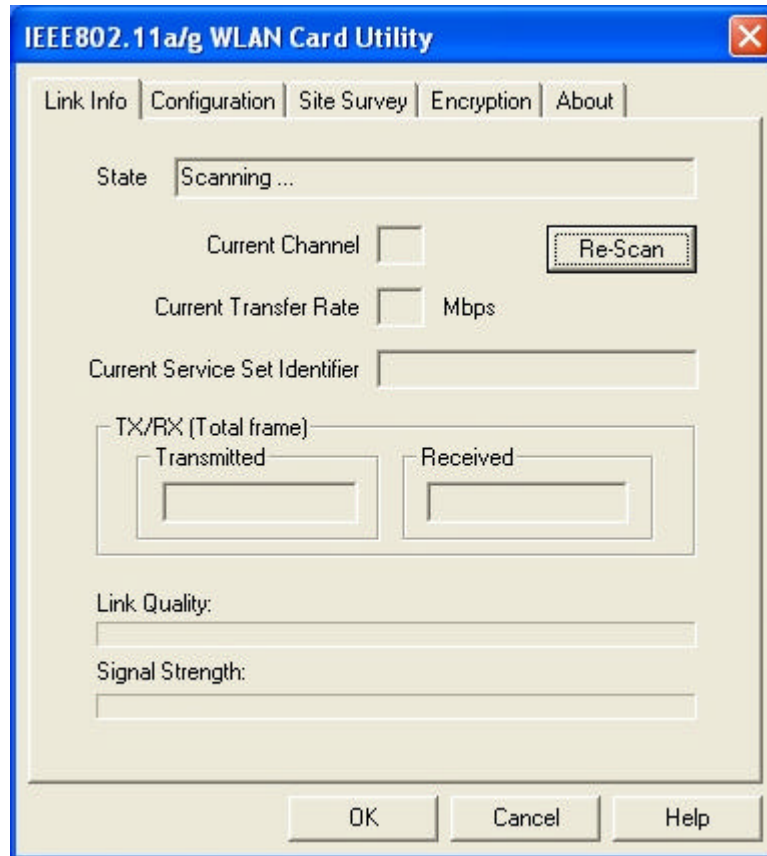 IEEE802.11a/g WLAN Card Utility
Link Info Configuration Site Survey Encryption About
State Scanning ...
Current Channel Re-Scan
Current Transfer Rate Mbps
Current Service Set Identifier
TX/RX (Total frame)
Transmitted Received
Link Quality:
Signal Strength:
OK Cancel Help